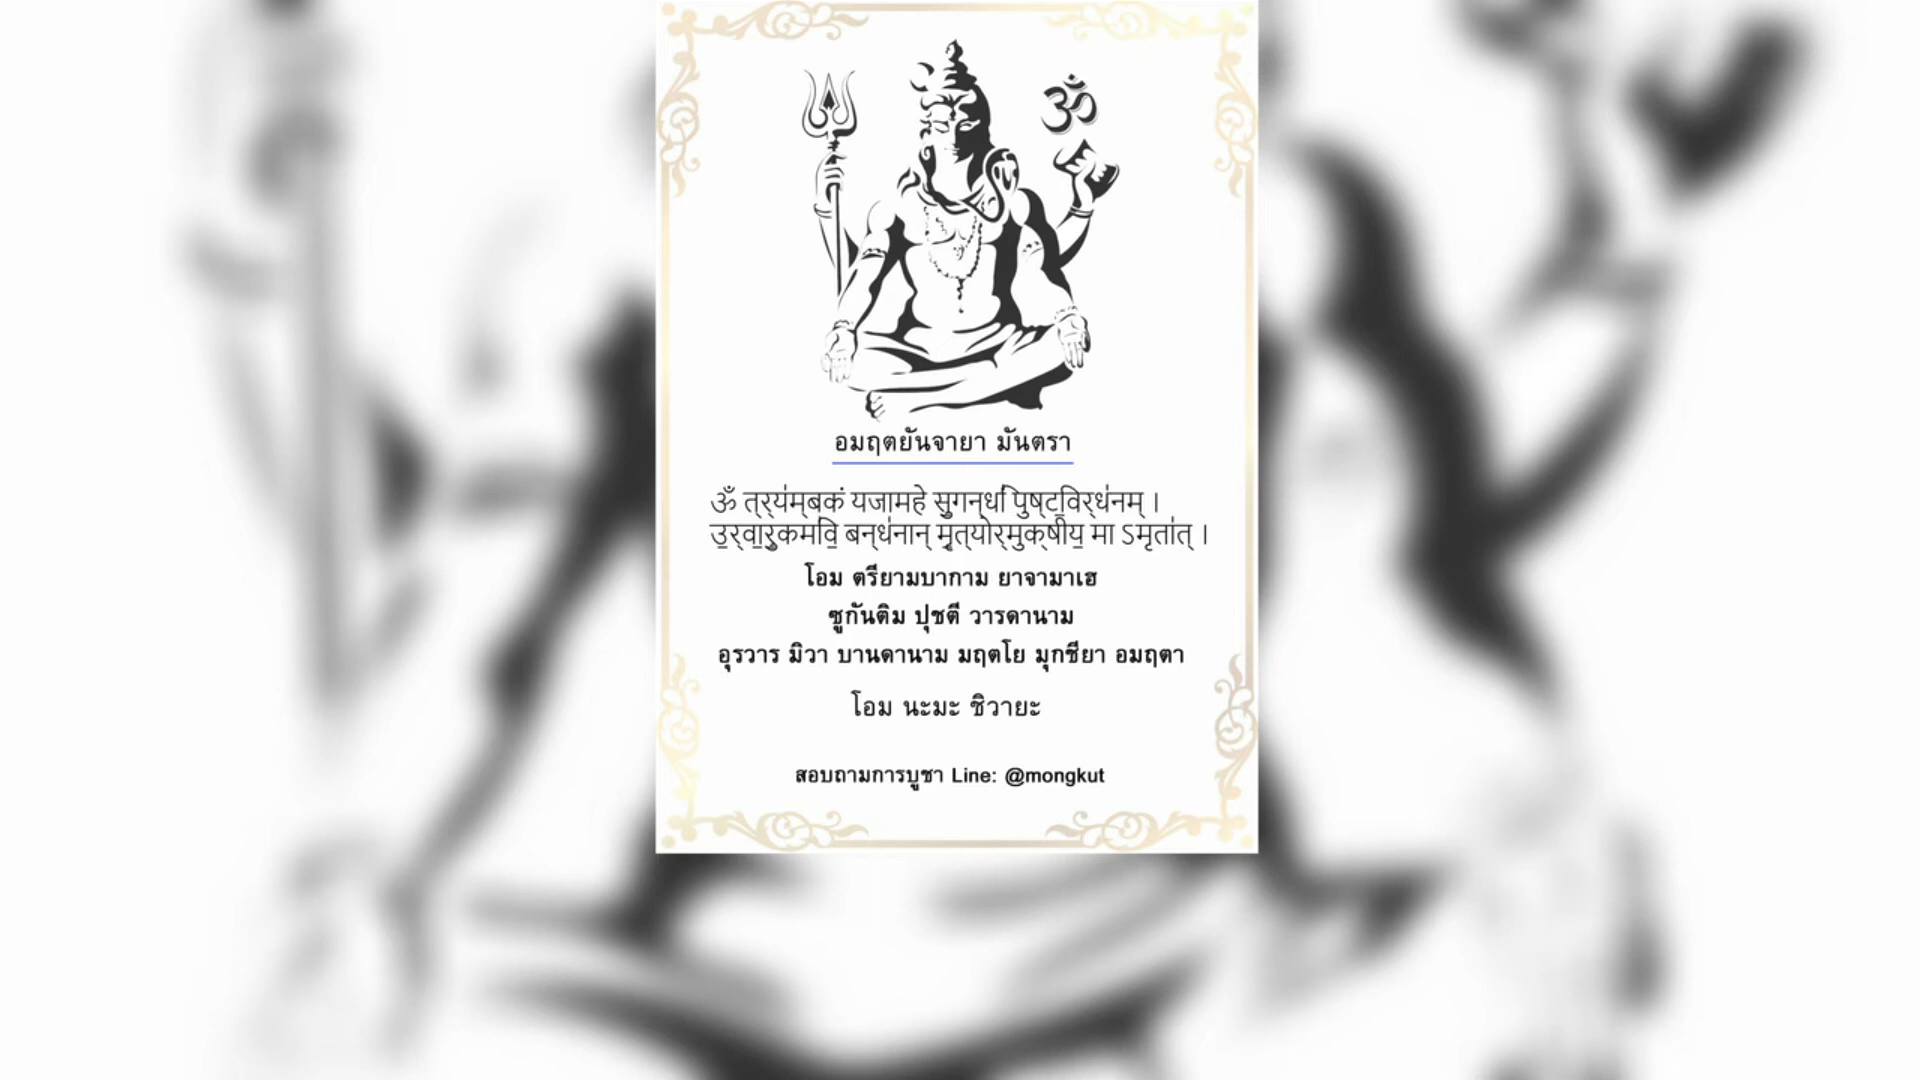 ॐ
อมฤตยันจายา มันตรา
ॐ त्र्य॑म्बकं यजामहे सु॒गन्धिं॑ पुष्टि॒वर्ध॑नम् ।
उ॒र्वा॒रु॒कमि॑व॒ बन्ध॑नान् मृ॒त्योर्मुक्षीय॒ मा ऽमृता॑त् ।
โอม ตรียามบากาม ยาจามาเฮ
ซูกันติม ปุชตี วารดานาม
อุรวาร มิวา บานดานาม มฤตโย มุกชียา อมฤตา
โอม นะมะ ชิวายะ
สอบถามการบูชา Line: @mongkut